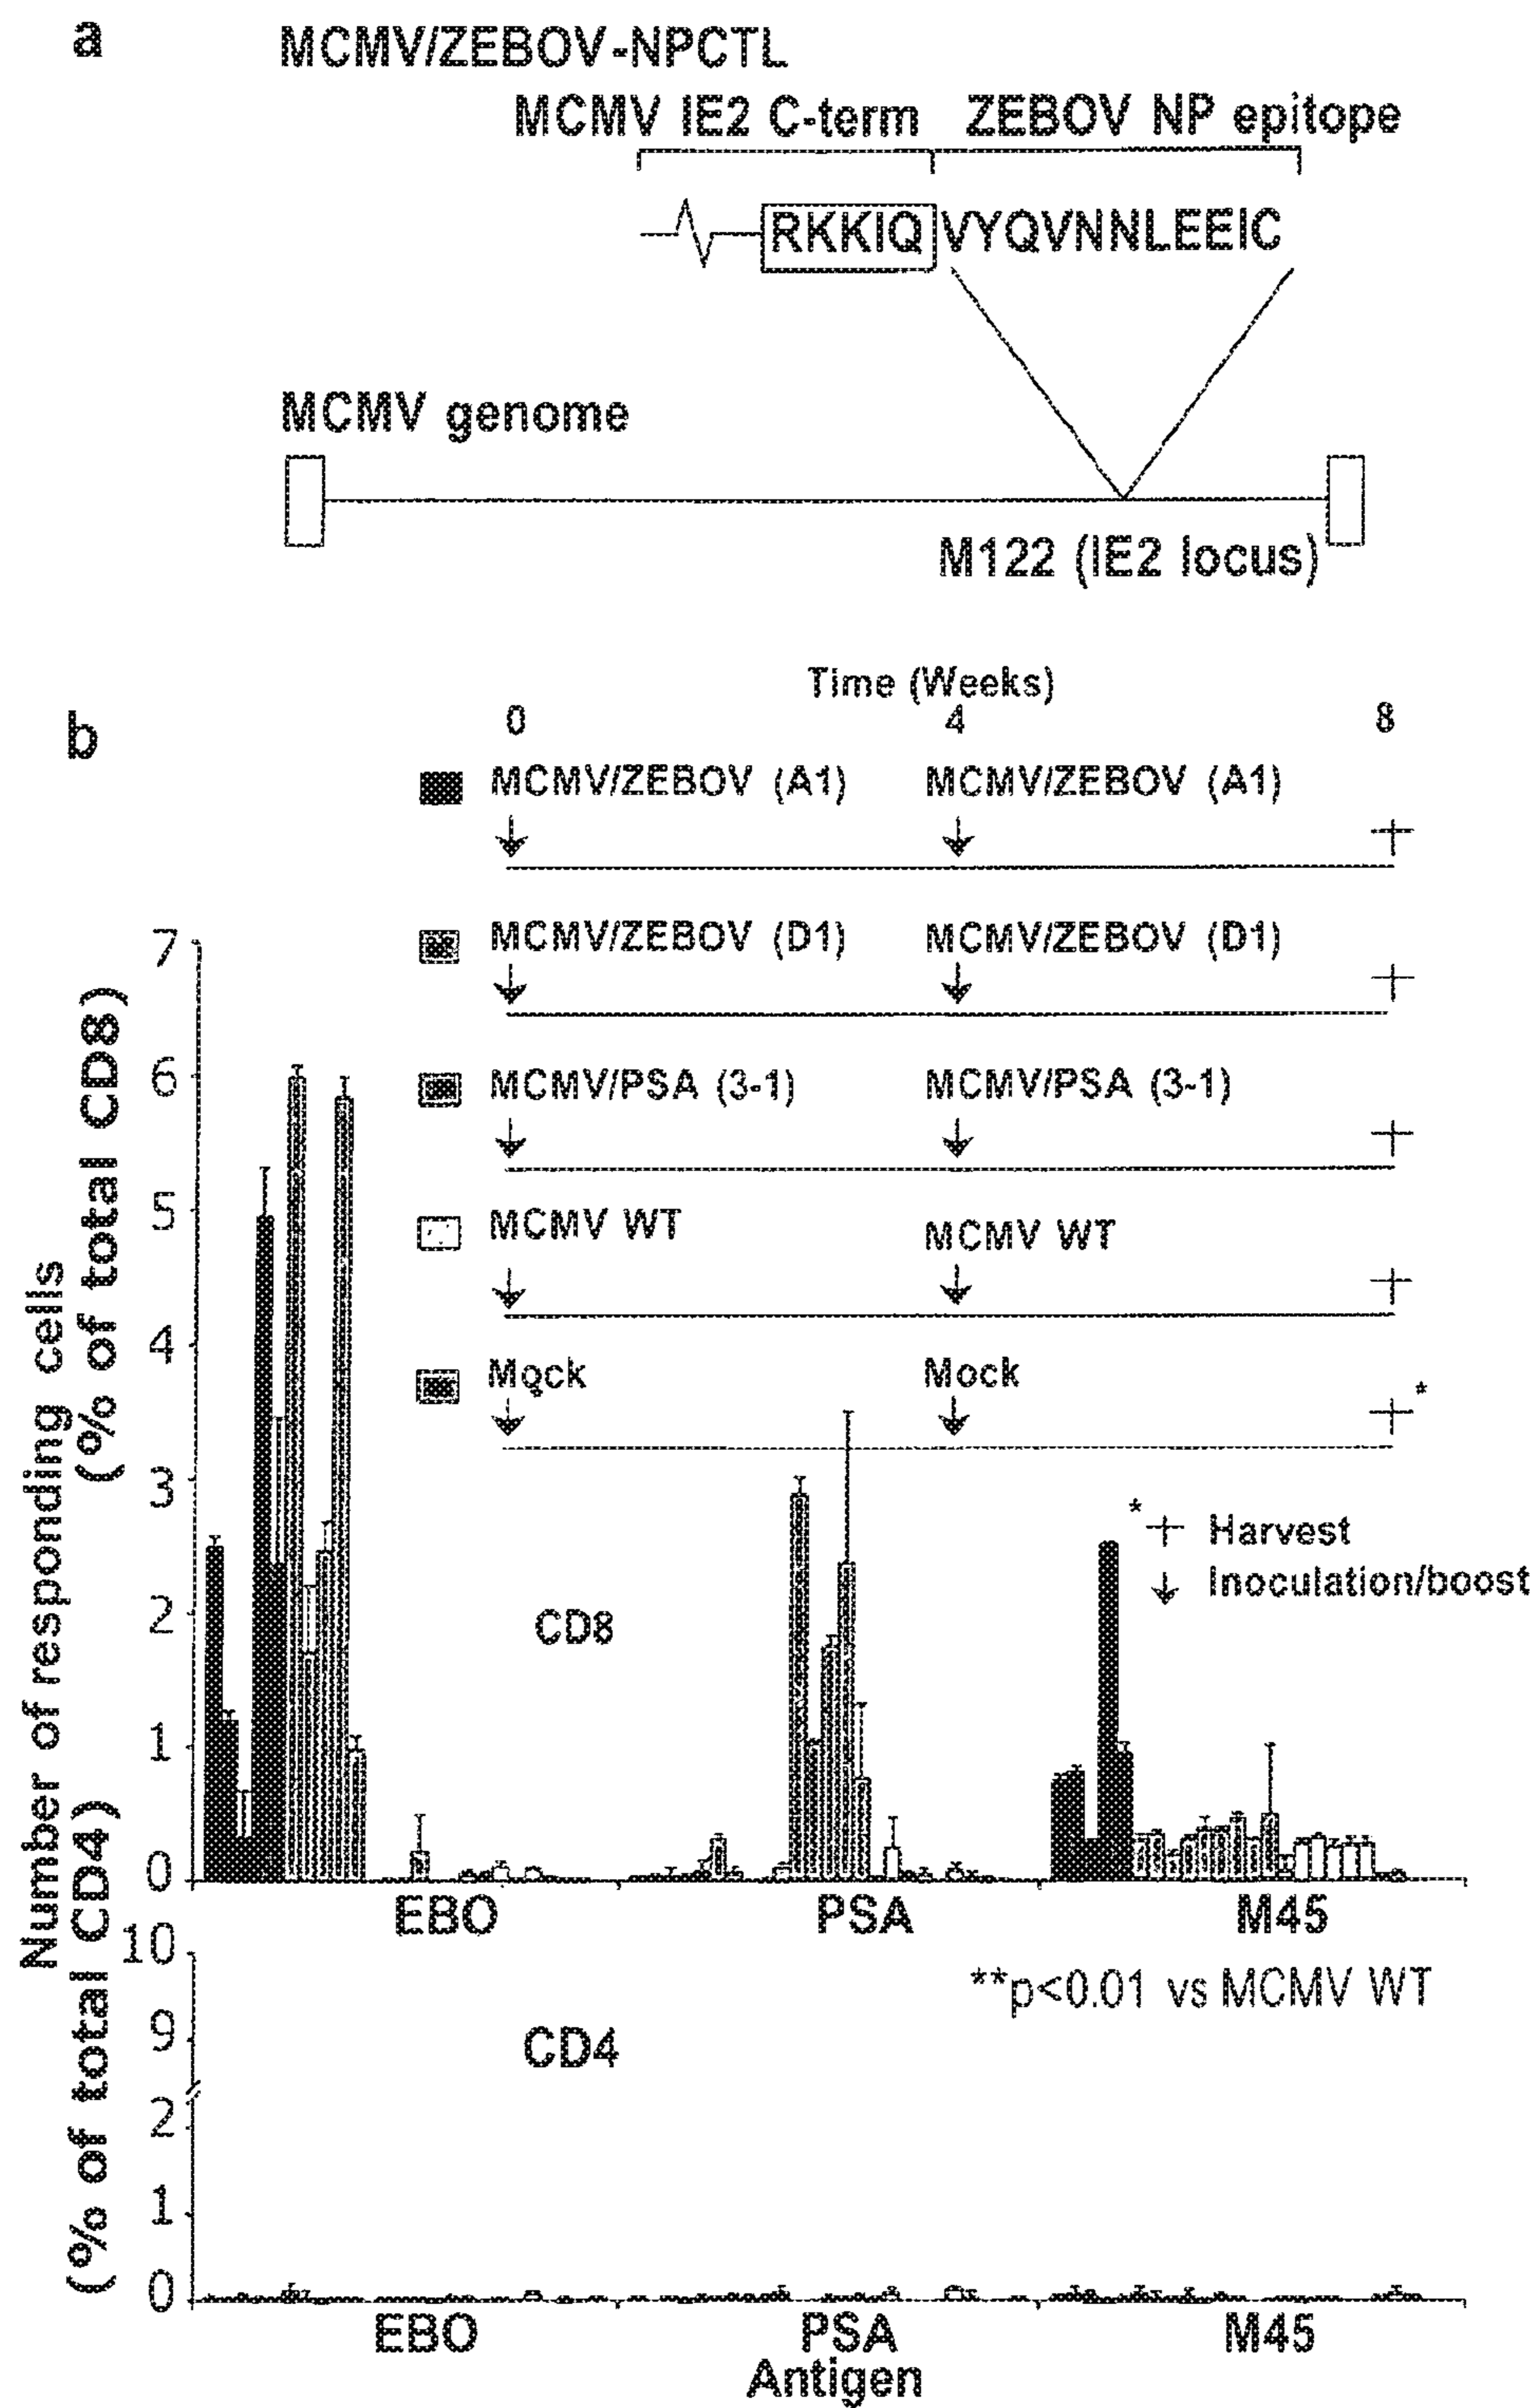 a
MCMV/ZEBOV-NPCTL
MCMV IE2 C-term ZEBOV NP epitope
RKKIQVYQVNNLEEIC
MCMV genome
M122 (IE2 locus)
b
Time (Weeks)
0 4 8
MCMV/ZEBOV (A1) MCMV/ZEBOV (A1)
MCMV/ZEBOV (D1) MCMV/ZEBOV (D1)
MCMV/PSA (3-1) MCMV/PSA (3-1)
MCMV WT MCMV WT
Mock Mock
*
* Harvest
Inoculation/boost
Number of responding cells
(% of total CD8)
7
6
5
4
3
2
1
0
CD8
EBO PSA M45
(% of total CD4)
10
9
2
1
0
CD4
**p<0.01 vs MCMV WT
EBO PSA M45
Antigen